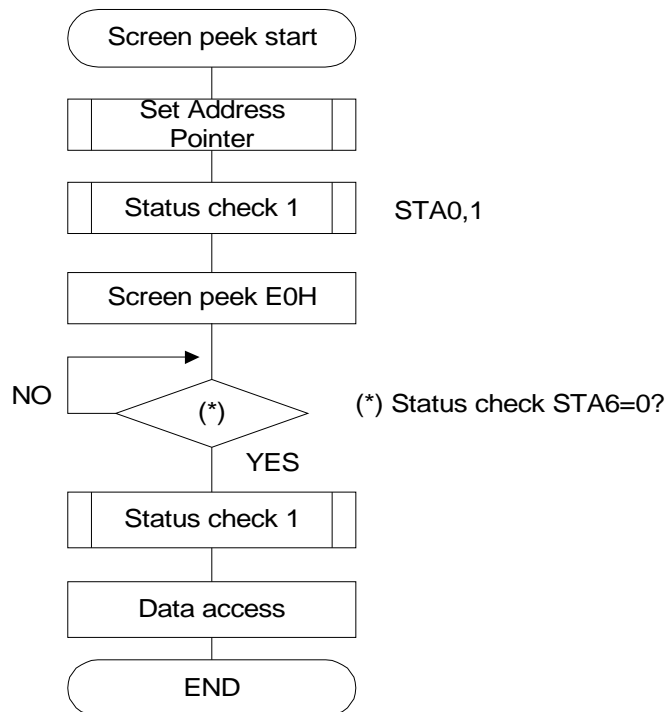 Screen peek start
Set Address
Pointer
Status check 1
STA0,1
Screen peek E0H
NO
(*)
(*) Status check STA6=0?
YES
Status check 1
Data access
END